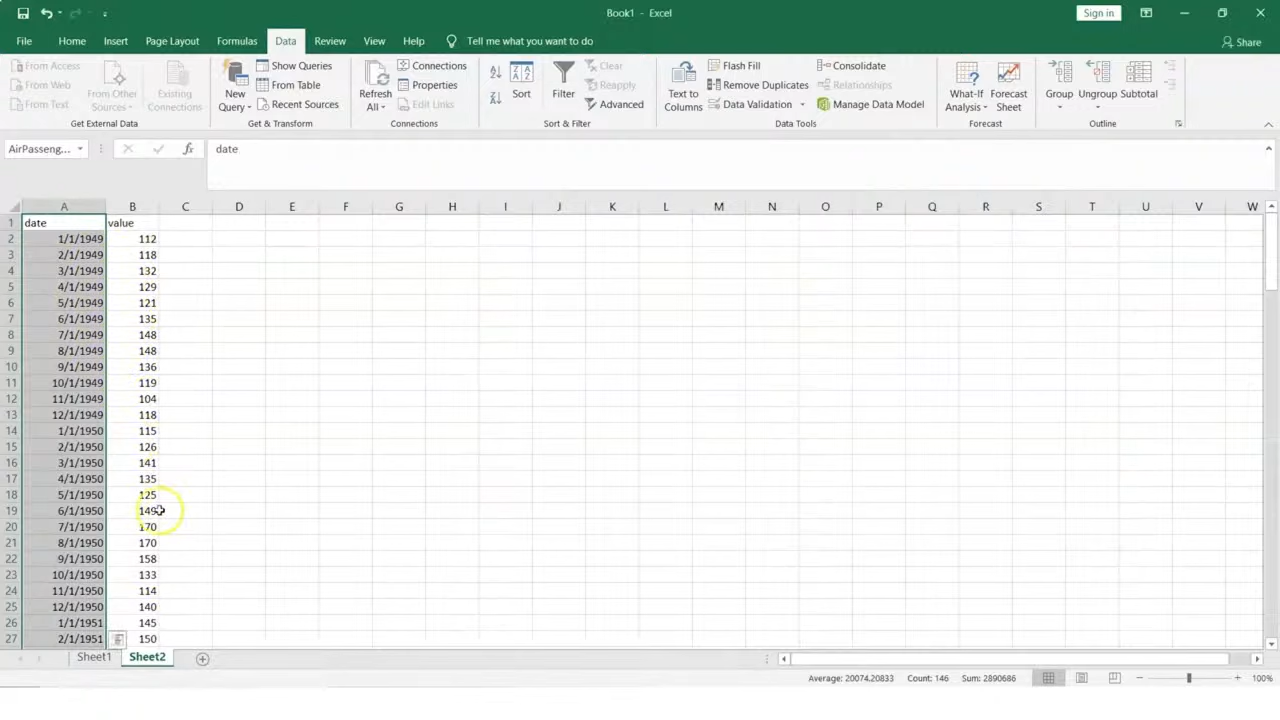 Book1 - Excel
Sign in
File Home Insert Page Layout Formulas Data Review View Help Tell me what you want to do
Share
From Access
From Web
From Text
From Other Sources
Existing Connections
Get External Data
New Query
Show Queries
From Table
Recent Sources
Get & Transform
Refresh All
Connections
Properties
Edit Links
Connections
Sort
Filter
Clear
Reapply
Advanced
Sort & Filter
Text to Columns
Flash Fill
Remove Duplicates
Data Validation
Consolidate
Relationships
Manage Data Model
Data Tools
What-If Analysis
Forecast Sheet
Forecast
Group
Ungroup
Subtotal
Outline
AirPasseng... fx date
A B C D E F G H I J K L M N O P Q R S T U V W
1 date value
2 1/1/1949 112
3 2/1/1949 118
4 3/1/1949 132
5 4/1/1949 129
6 5/1/1949 121
7 6/1/1949 135
8 7/1/1949 148
9 8/1/1949 148
10 9/1/1949 136
11 10/1/1949 119
12 11/1/1949 104
13 12/1/1949 118
14 1/1/1950 115
15 2/1/1950 126
16 3/1/1950 141
17 4/1/1950 135
18 5/1/1950 125
19 6/1/1950 149
20 7/1/1950 170
21 8/1/1950 170
22 9/1/1950 158
23 10/1/1950 133
24 11/1/1950 114
25 12/1/1950 140
26 1/1/1951 145
27 2/1/1951 150
Sheet1 Sheet2
Average: 20074.20833 Count: 146 Sum: 2890686 100%